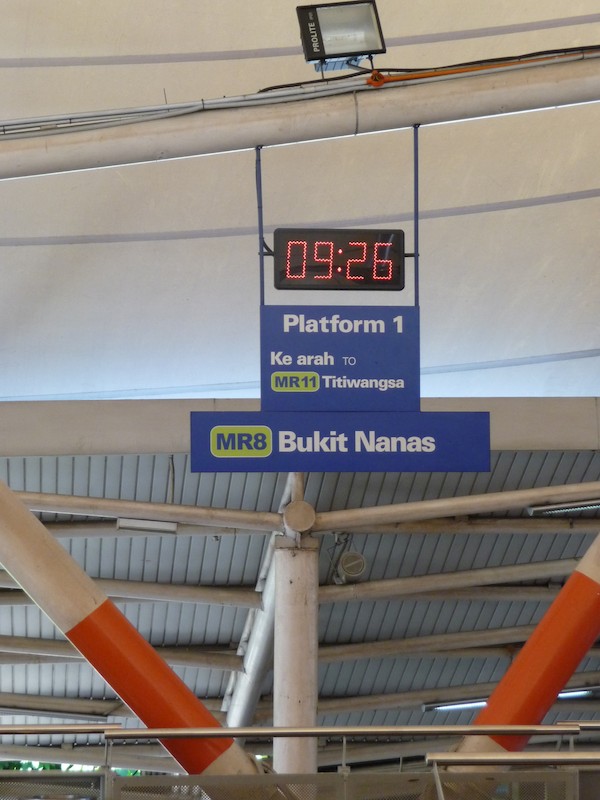 PROLITE
09:26
Platform 1
Ke arah TO
MR11 Titiwangsa
MR8 Bukit Nanas